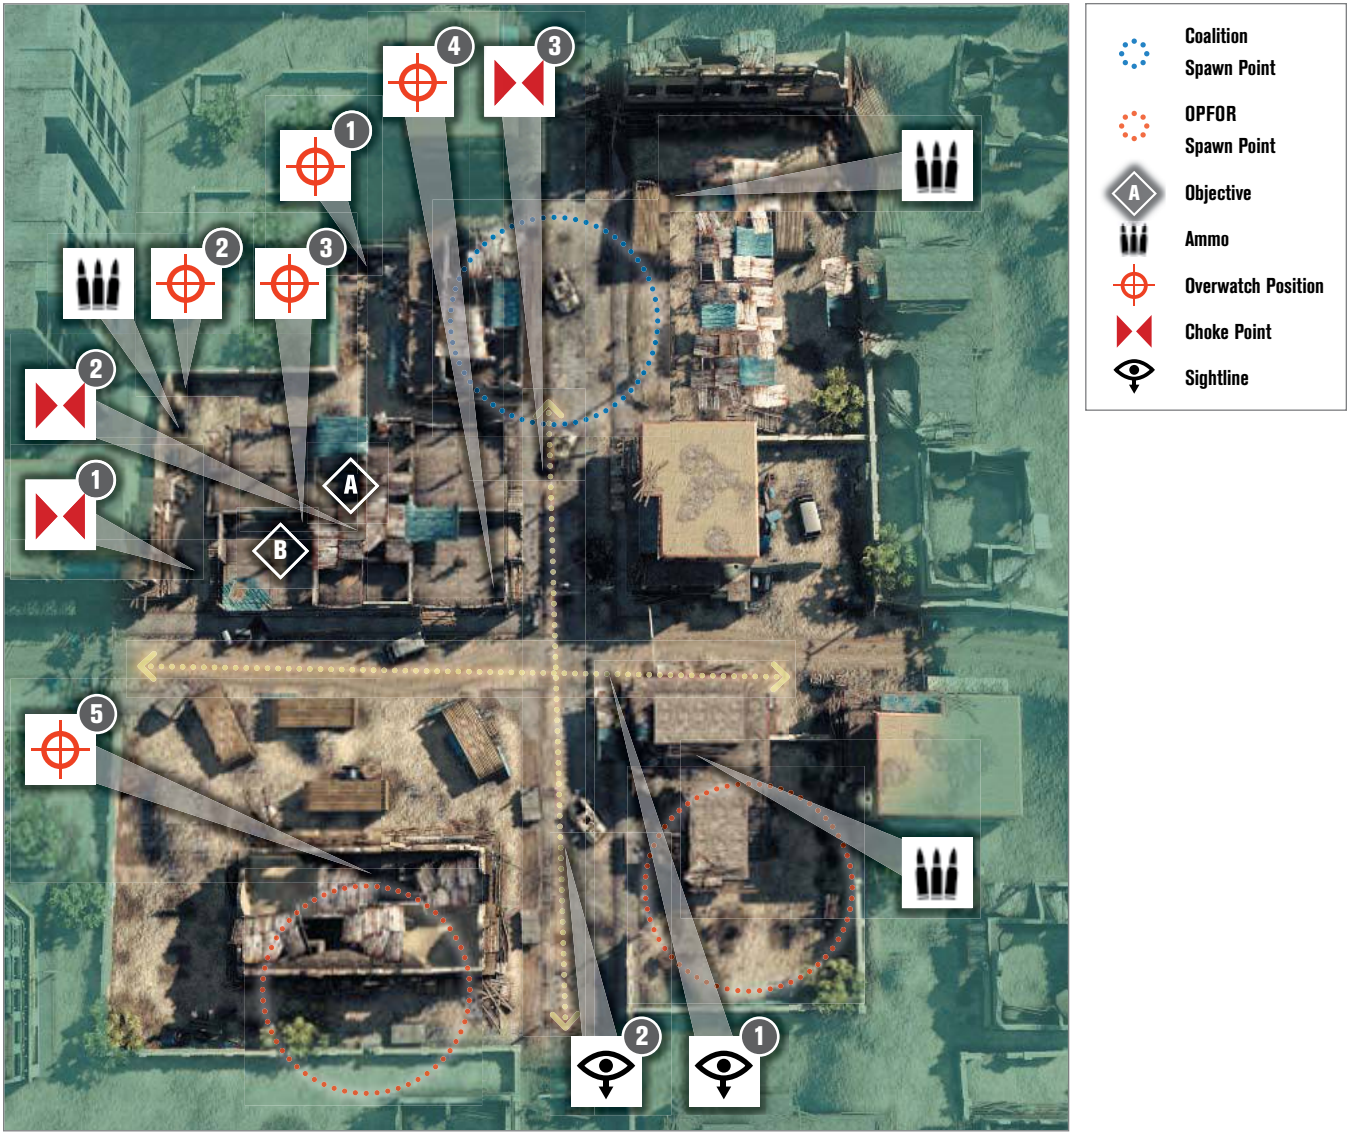 4
3
1
2
3
2
1
A
B
5
2
1
Coalition
Spawn Point
OPFOR
Spawn Point
A
Objective
Ammo
Overwatch Position
Choke Point
Sightline